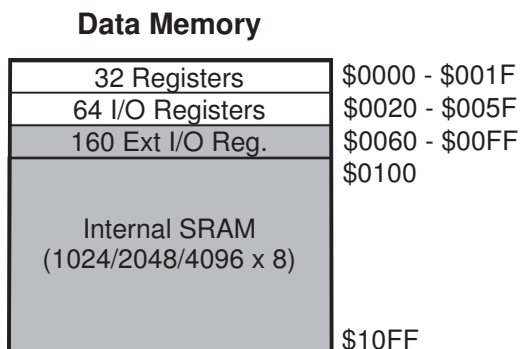 Data Memory
32 Registers $0000 - $001F
64 I/O Registers $0020 - $005F
160 Ext I/O Reg. $0060 - $00FF
$0100
Internal SRAM
(1024/2048/4096 x 8)
$10FF